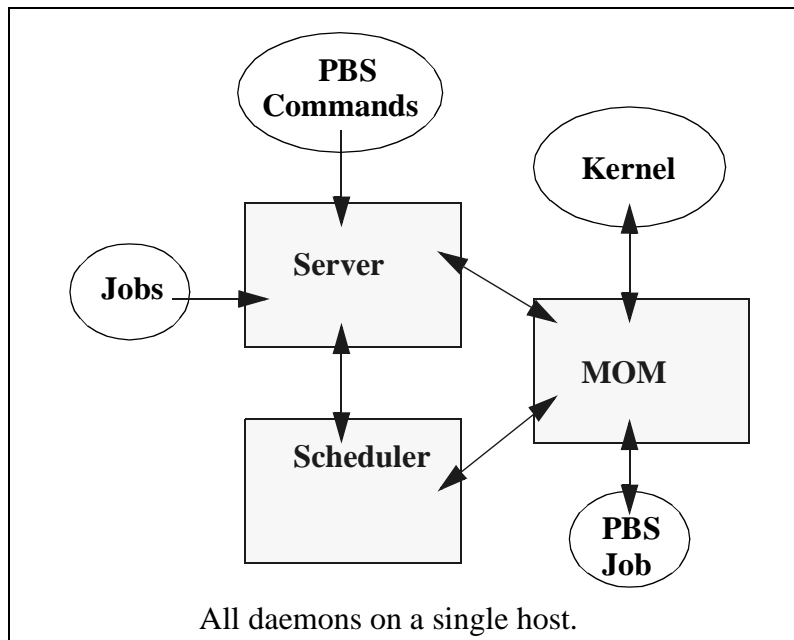 PBS
Commands
Kernel
Server
Jobs
MOM
Scheduler
PBS
Job
All daemons on a single host.